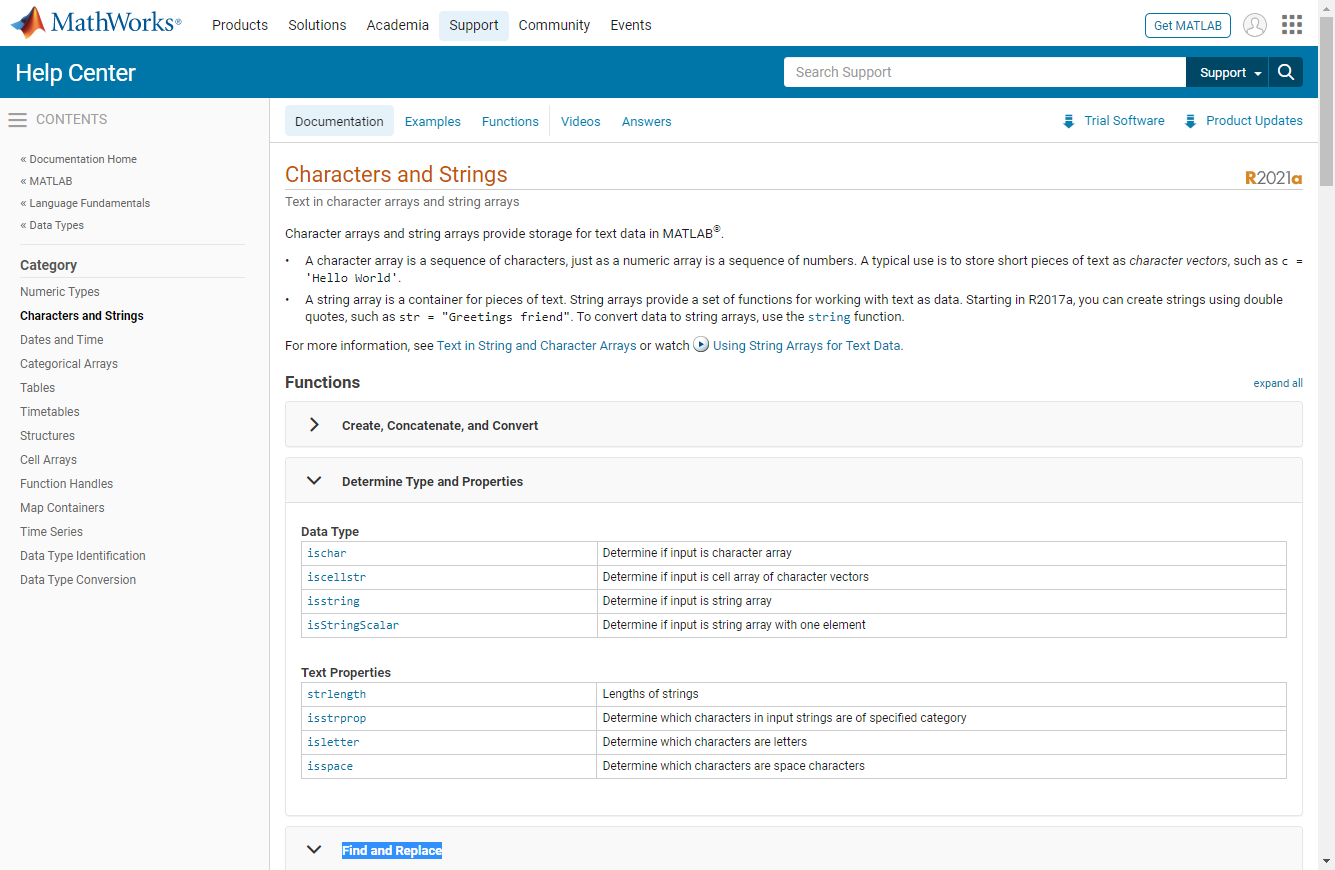 MathWorks®
Products Solutions Academia Support Community Events
Get MATLAB
Help Center
Search Support
Support
CONTENTS
« Documentation Home
« MATLAB
« Language Fundamentals
« Data Types
Category
Numeric Types
Characters and Strings
Dates and Time
Categorical Arrays
Tables
Timetables
Structures
Cell Arrays
Function Handles
Map Containers
Time Series
Data Type Identification
Data Type Conversion
Documentation Examples Functions Videos Answers
Trial Software Product Updates
Characters and Strings
R2021a
Text in character arrays and string arrays
Character arrays and string arrays provide storage for text data in MATLAB®.
• A character array is a sequence of characters, just as a numeric array is a sequence of numbers. A typical use is to store short pieces of text as character vectors, such as c =
'Hello World'.
• A string array is a container for pieces of text. String arrays provide a set of functions for working with text as data. Starting in R2017a, you can create strings using double
quotes, such as str = "Greetings friend". To convert data to string arrays, use the string function.
For more information, see Text in String and Character Arrays or watch Using String Arrays for Text Data.
Functions
expand all
Create, Concatenate, and Convert
Determine Type and Properties
Data Type
ischar Determine if input is character array
iscellstr Determine if input is cell array of character vectors
isstring Determine if input is string array
isStringScalar Determine if input is string array with one element
Text Properties
strlength Lengths of strings
isstrprop Determine which characters in input strings are of specified category
isletter Determine which characters are letters
isspace Determine which characters are space characters
Find and Replace